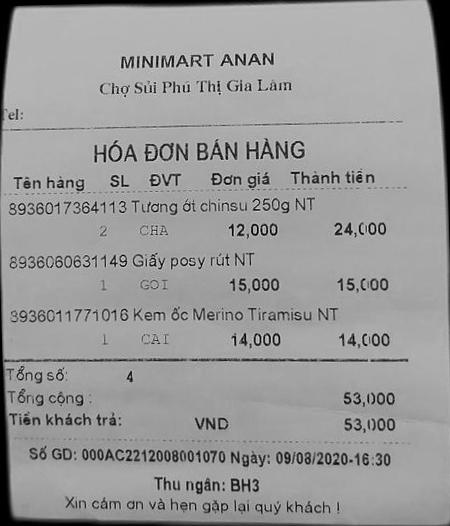 MINIMART ANAN
Chợ Sủi Phú Thị Gia Lâm
Tel:
HÓA ĐƠN BÁN HÀNG
Tên hàng SL ĐVT Đơn giá Thành tiền
8936017364113 Tương ớt chinsu 250g NT
2 CHA 12,000 24,000
8936060631149 Giấy posy rút NT
1 GOI 15,000 15,000
8936011771016 Kem ốc Merino Tiramisu NT
1 CAI 14,000 14,000
Tổng số: 4
Tổng cộng : 53,000
Tiền khách trả: VND 53,000
Số GD: 000AC2212008001070 Ngày: 09/08/2020-16:30
Thu ngân: BH3
Xin cảm ơn và hẹn gặp lại quý khách !